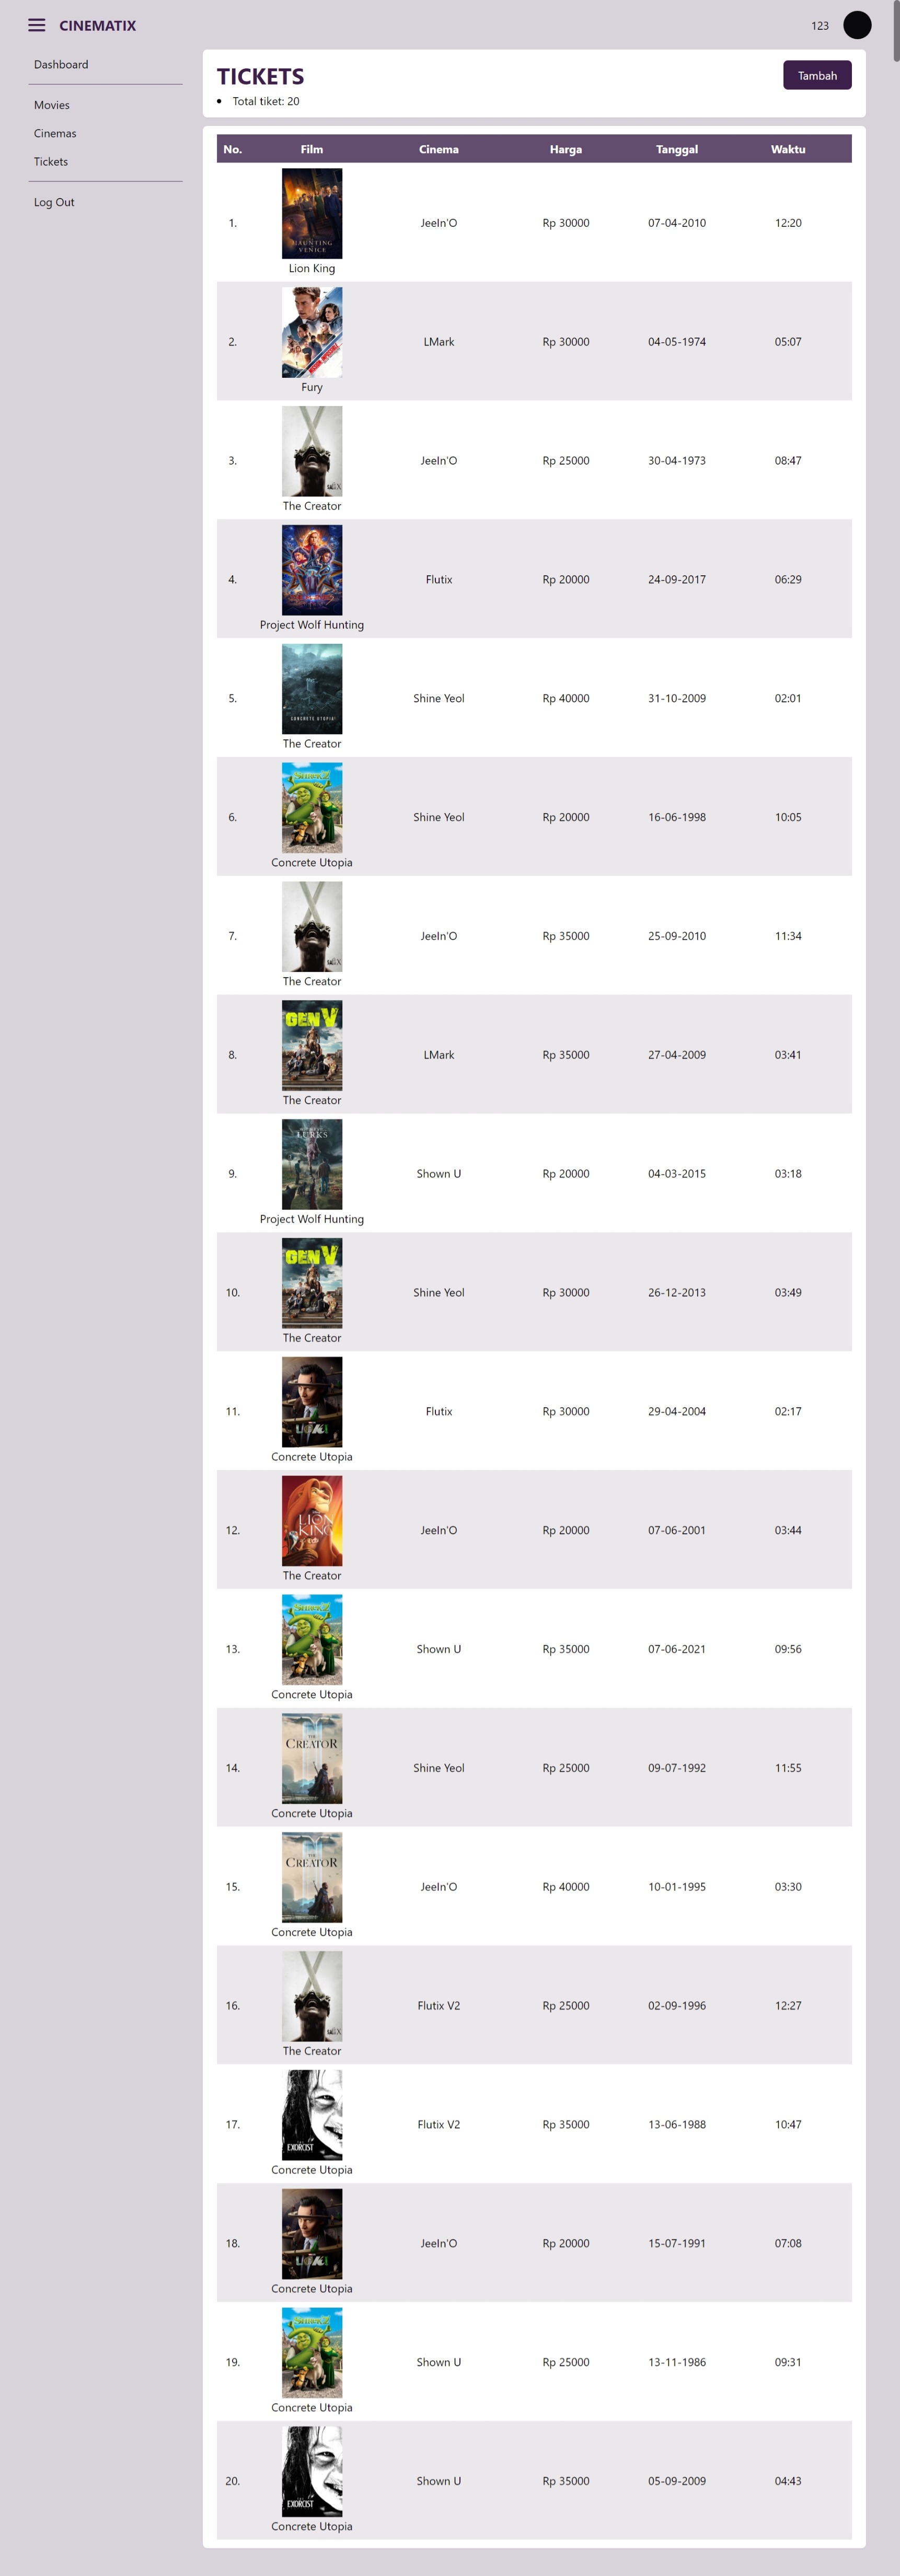 CINEMATIX
123
Dashboard
Movies
Cinemas
Tickets
Log Out
TICKETS
Tambah
• Total tiket: 20
No. Film Cinema Harga Tanggal Waktu
HAUNTING
VENICE
1. JeeIn'O Rp 30000 07-04-2010 12:20
Lion King
2. LMark Rp 30000 04-05-1974 05:07
Fury
3. JeeIn'O Rp 25000 30-04-1973 08:47
The Creator
4. Flutix Rp 20000 24-09-2017 06:29
Project Wolf Hunting
5. Shine Yeol Rp 40000 31-10-2009 02:01
CONCRETE UTOPIA
The Creator
6. Shine Yeol Rp 20000 16-06-1998 10:05
Concrete Utopia
7. JeeIn'O Rp 35000 25-09-2010 11:34
The Creator
GEN V
8. LMark Rp 35000 27-04-2009 03:41
The Creator
LURKS
9. Shown U Rp 20000 04-03-2015 03:18
Project Wolf Hunting
GEN V
10. Shine Yeol Rp 30000 26-12-2013 03:49
The Creator
11. Flutix Rp 30000 29-04-2004 02:17
LOKI
Concrete Utopia
LION
KING
12. JeeIn'O Rp 20000 07-06-2001 03:44
The Creator
13. Shown U Rp 35000 07-06-2021 09:56
Concrete Utopia
THE
CREATOR
14. Shine Yeol Rp 25000 09-07-1992 11:55
Concrete Utopia
THE
CREATOR
15. JeeIn'O Rp 40000 10-01-1995 03:30
Concrete Utopia
16. Flutix V2 Rp 25000 02-09-1996 12:27
The Creator
17. Flutix V2 Rp 35000 13-06-1988 10:47
EXORCIST
Concrete Utopia
18. JeeIn'O Rp 20000 15-07-1991 07:08
LOKI
Concrete Utopia
19. Shown U Rp 25000 13-11-1986 09:31
Concrete Utopia
20. Shown U Rp 35000 05-09-2009 04:43
EXORCIST
Concrete Utopia